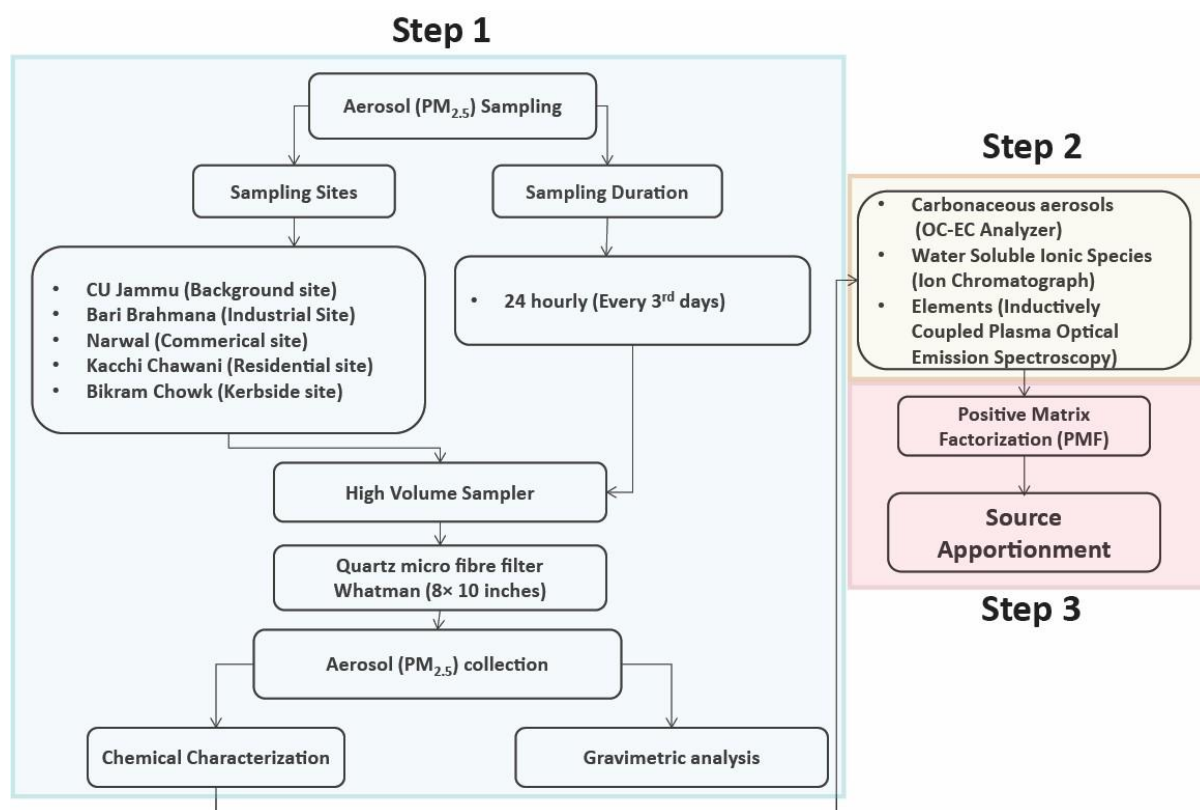 Step 1
Aerosol (PM2.5) Sampling
Sampling Sites
Sampling Duration
• CU Jammu (Background site)
• Bari Brahmana (Industrial Site)
• Narwal (Commerical site)
• Kacchi Chawani (Residential site)
• Bikram Chowk (Kerbside site)
• 24 hourly (Every 3rd days)
High Volume Sampler
Quartz micro fibre filter
Whatman (8× 10 inches)
Aerosol (PM2.5) collection
Chemical Characterization
Gravimetric analysis
Step 2
• Carbonaceous aerosols
(OC-EC Analyzer)
• Water Soluble Ionic Species
(Ion Chromatograph)
• Elements (Inductively
Coupled Plasma Optical
Emission Spectroscopy)
Positive Matrix
Factorization (PMF)
Source
Apportionment
Step 3